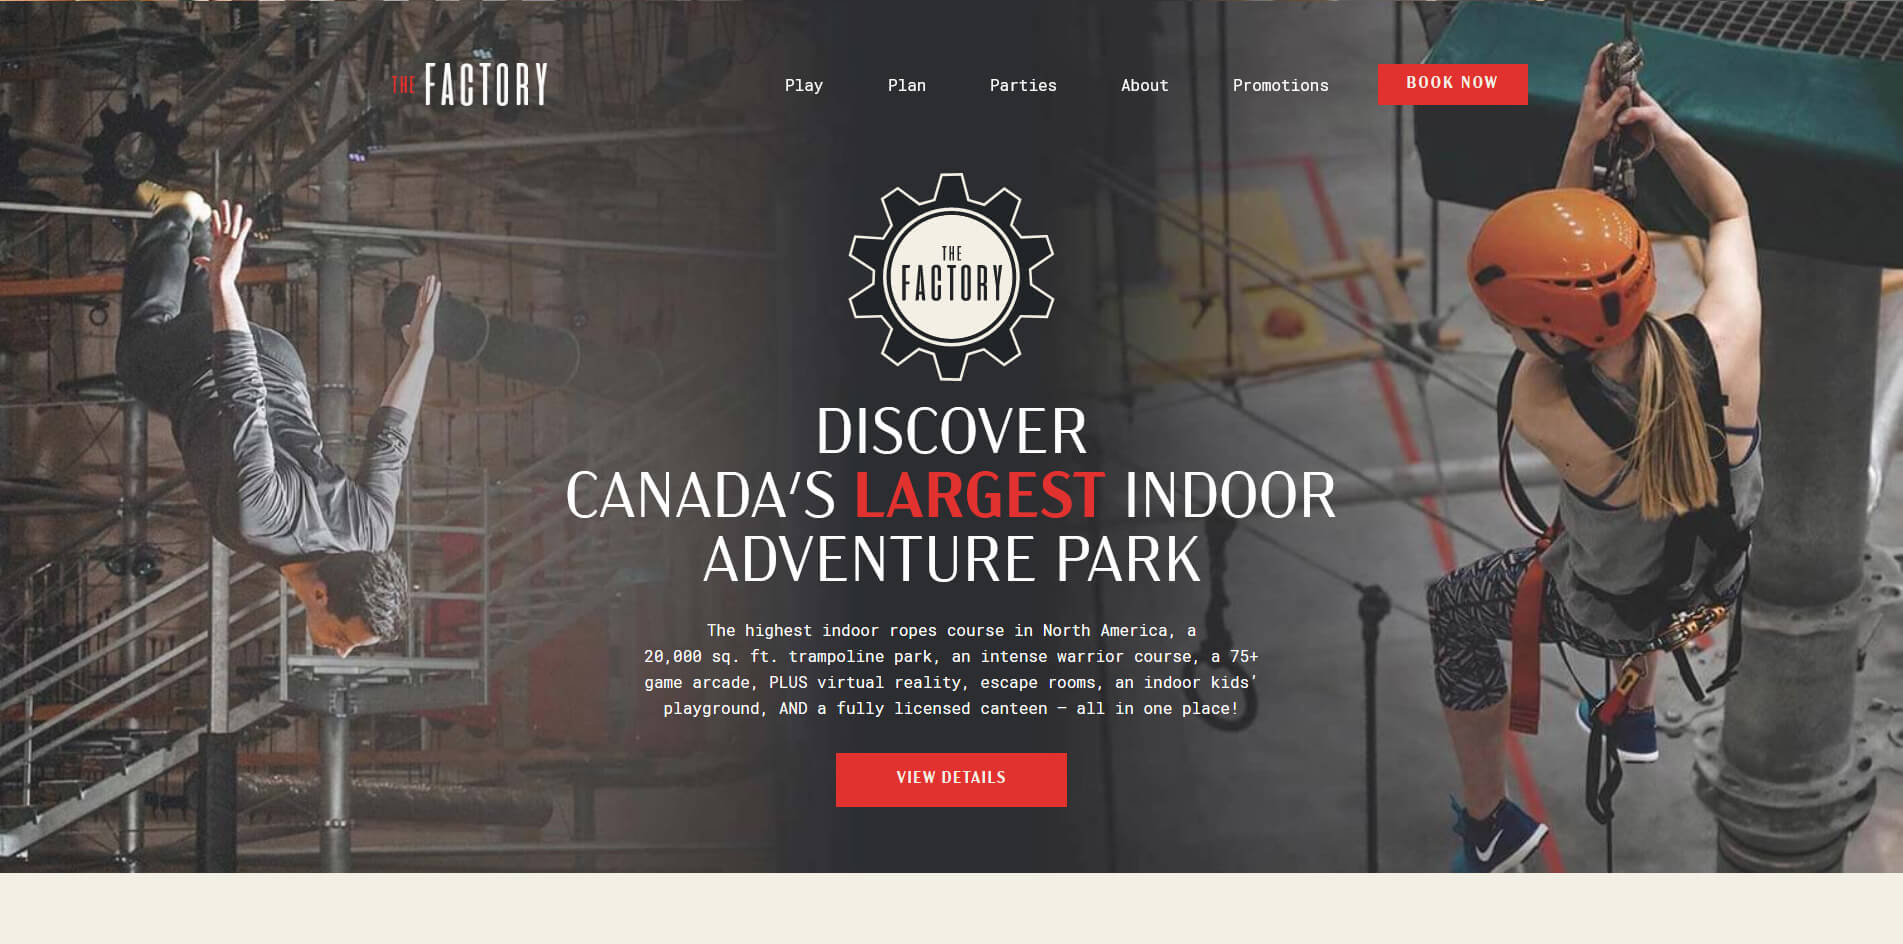 THE FACTORY
Play
Plan
Parties
About
Promotions
BOOK NOW
THE
FACTORY
DISCOVER
CANADA'S LARGEST INDOOR
ADVENTURE PARK
The highest indoor ropes course in North America, a
20,000 sq. ft. trampoline park, an intense warrior course, a 75+
game arcade, PLUS virtual reality, escape rooms, an indoor kids’
playground, AND a fully licensed canteen – all in one place!
VIEW DETAILS